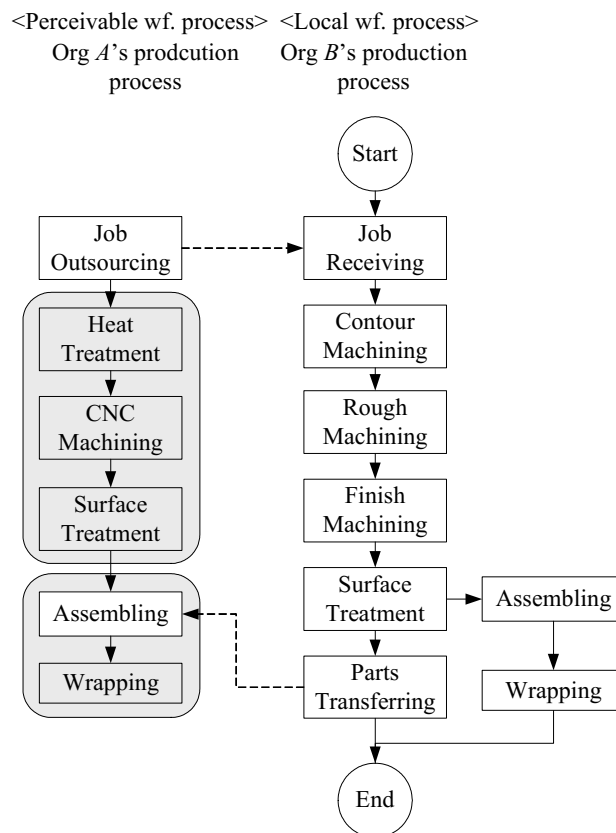 <Perceivable wf. process>
Org A's prodcution
process
<Local wf. process>
Org B's production
process
Start
Job
Outsourcing
Job
Receiving
Heat
Treatment
Contour
Machining
CNC
Machining
Rough
Machining
Surface
Treatment
Finish
Machining
Assembling
Surface
Treatment
Assembling
Wrapping
Parts
Transferring
Wrapping
End